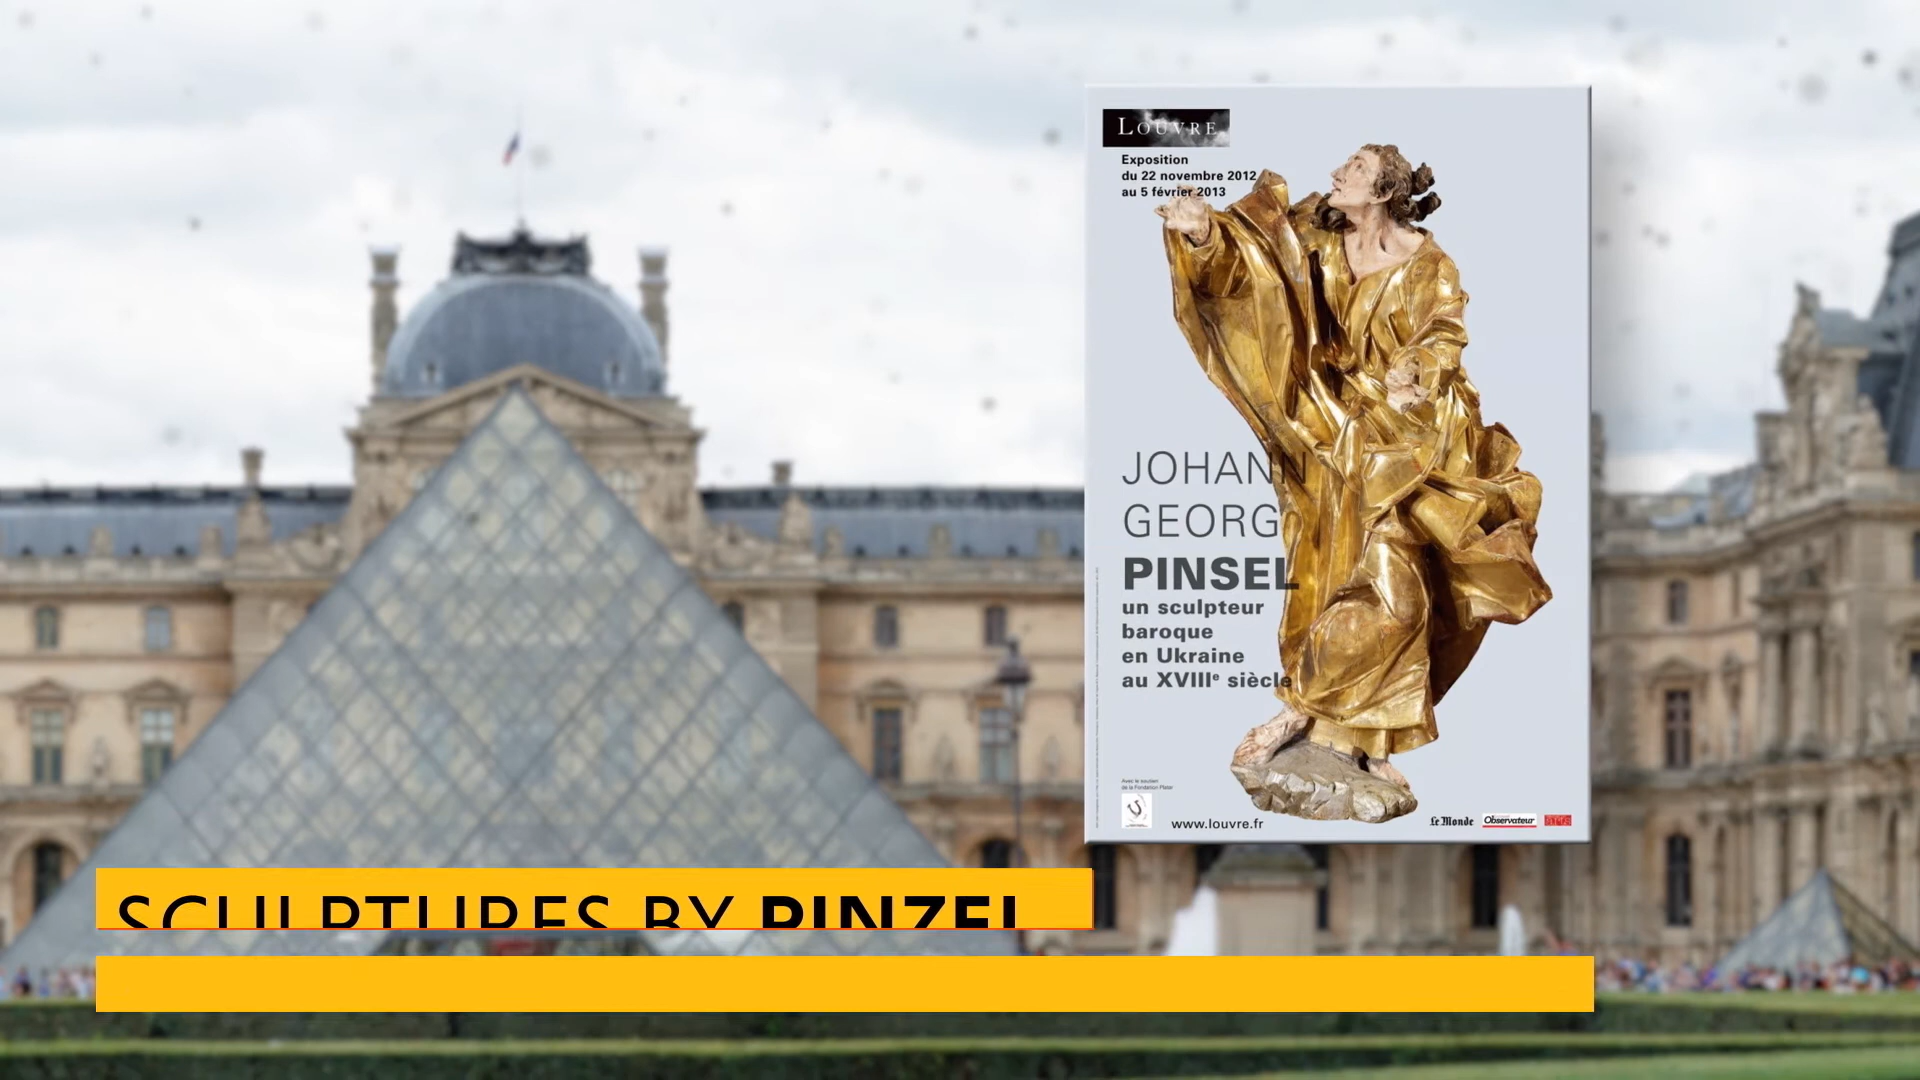 LOUVRE
Exposition
du 22 novembre 2012
au 5 février 2013
JOHANN
GEORG
PINSEL
un sculpteur
baroque
en Ukraine
au XVIIIe siècle
Avec le soutien
de la Fondation Plater
www.louvre.fr
Le Monde
Observateur
SCULPTURES BY PINZEL